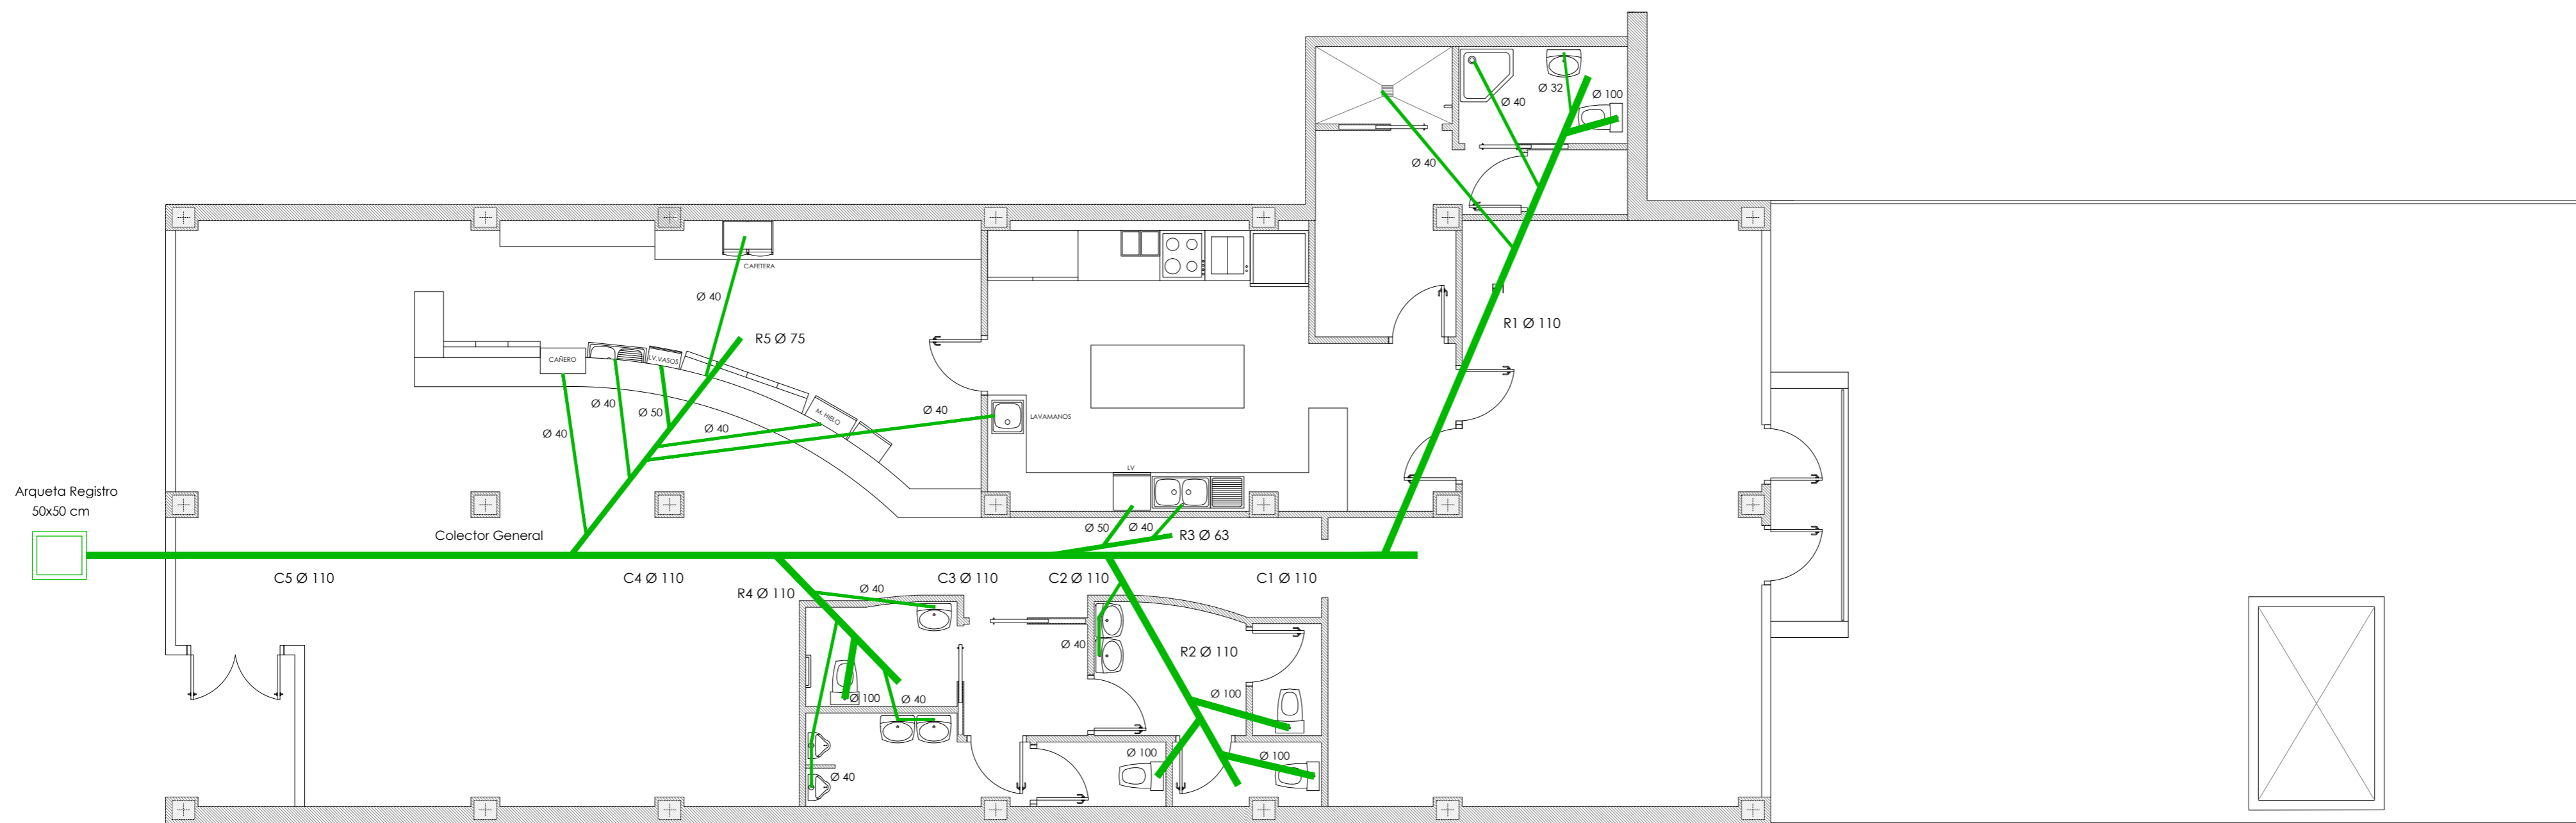 Ø 32
Ø 100
Ø 40
Ø 40
CAFETERA
Ø 40
R1 Ø 110
R5 Ø 75
CAÑERO
L.V.VASOS
Ø 40
Ø 50
M. HIELO
Ø 40
LAVAMANOS
Ø 40
Ø 40
LV
Arqueta Registro
50x50 cm
Colector General
Ø 50
Ø 40
R3 Ø 63
C5 Ø 110
C4 Ø 110
C3 Ø 110
C2 Ø 110
C1 Ø 110
R4 Ø 110
Ø 40
Ø 40
R2 Ø 110
Ø 100
Ø 40
Ø 100
Ø 100
Ø 100
Ø 40